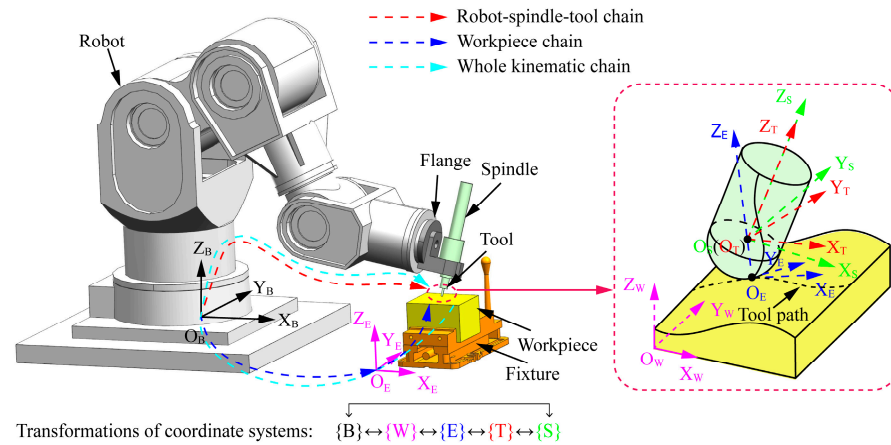 Robot-spindle-tool chain
Workpiece chain
Whole kinematic chain
Robot
Flange
Spindle
Tool
Z_B
Y_B
X_B
O_B
Z_E
Y_E
X_E
O_E
Workpiece
Fixture
Z_S
Z_T
Z_E
Y_S
Y_T
O_S(O_T)
X_T
Y_E
X_S
O_E
X_E
Tool path
Z_W
Y_W
O_W
X_W
Transformations of coordinate systems: {B}↔{W}↔{E}↔{T}↔{S}